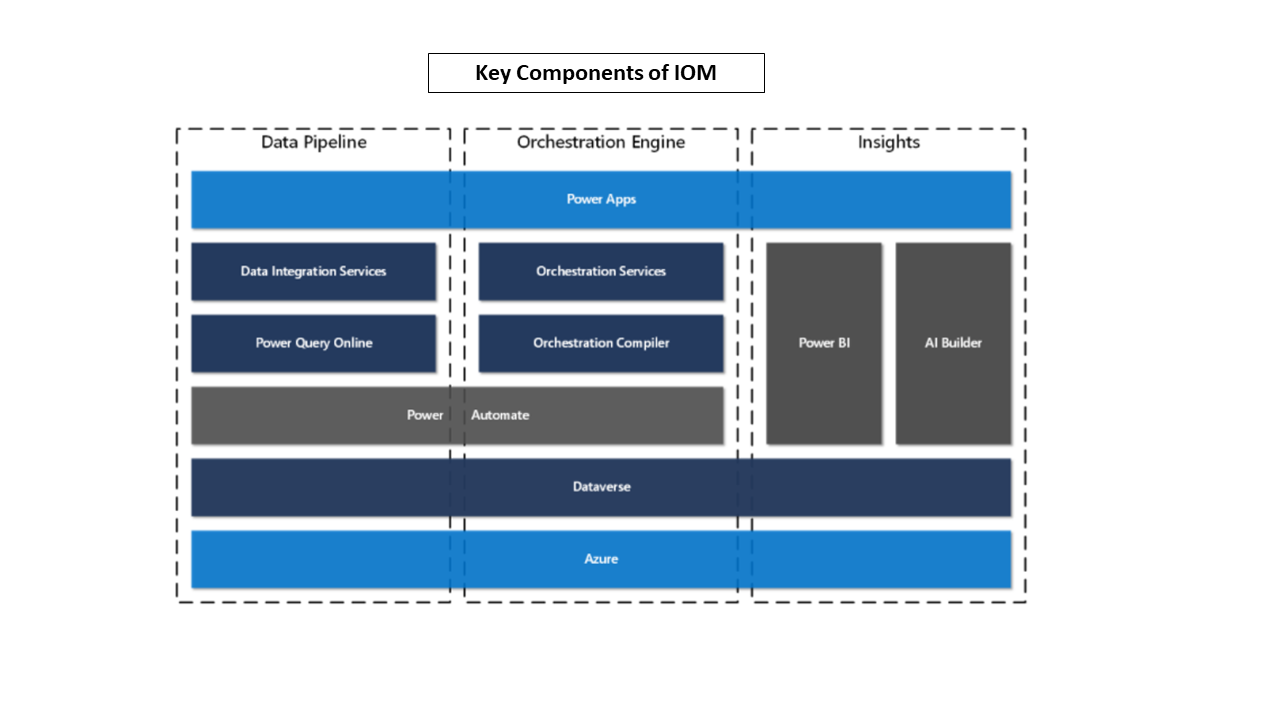 Key Components of IOM
Data Pipeline
Orchestration Engine
Insights
Power Apps
Data Integration Services
Orchestration Services
Power Query Online
Orchestration Compiler
Power BI
AI Builder
Power Automate
Dataverse
Azure